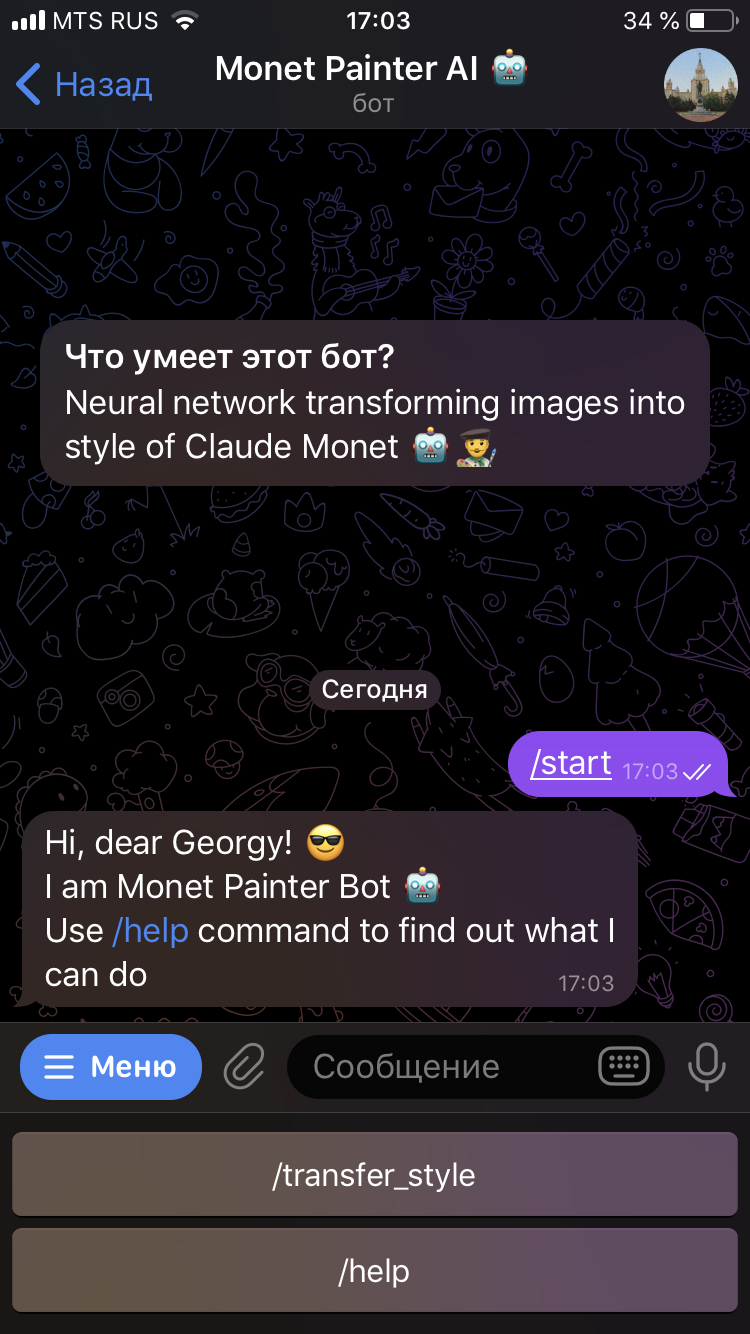 MTS RUS 17:03 34 %
Назад
Monet Painter AI 🤖
бот
Что умеет этот бот?
Neural network transforming images into
style of Claude Monet 🤖 🧑‍🎨
Сегодня
/start 17:03
Hi, dear Georgy! 😎
I am Monet Painter Bot 🤖
Use /help command to find out what I
can do 17:03
Меню
Сообщение
/transfer_style
/help